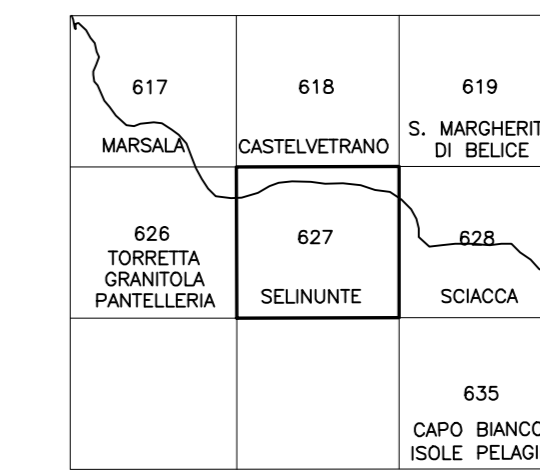 617
MARSALA
618
CASTELVETRANO
619
S. MARGHERIT
DI BELICE
626
TORRETTA
GRANITOLA
PANTELLERIA
627
SELINUNTE
628
SCIACCA
635
CAPO BIANCO
ISOLE PELAGI